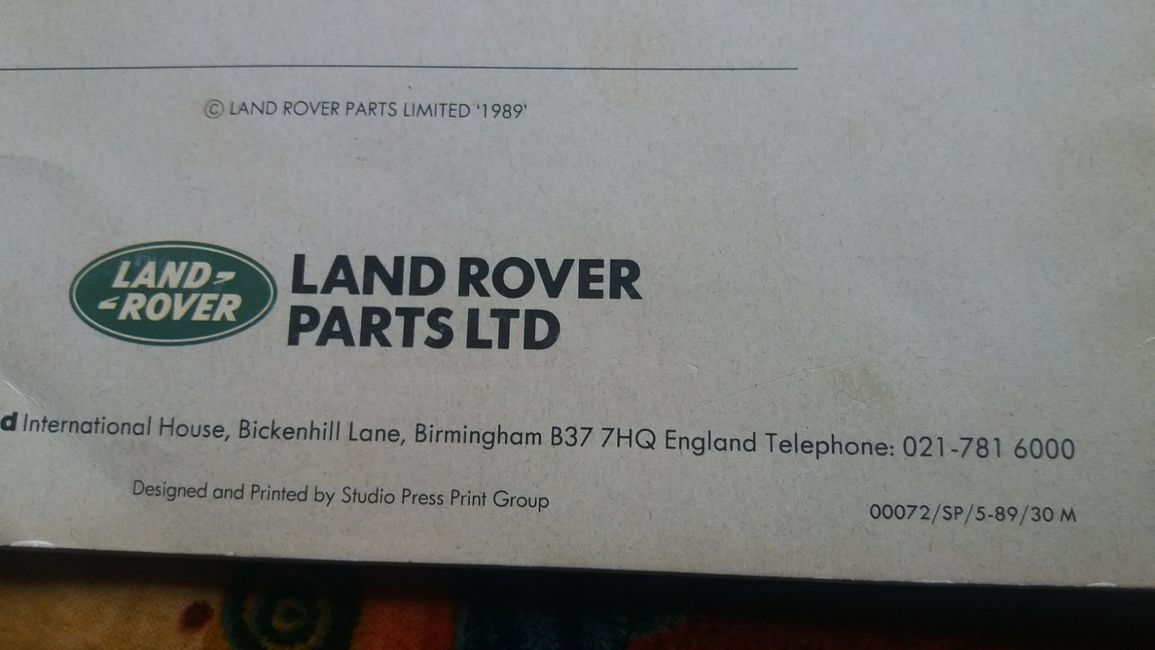 © LAND ROVER PARTS LIMITED '1989'
LAND
ROVER
LAND ROVER
PARTS LTD
d International House, Bickenhill Lane, Birmingham B37 7HQ England Telephone: 021-781 6000
Designed and Printed by Studio Press Print Group
00072/SP/5-89/30 M